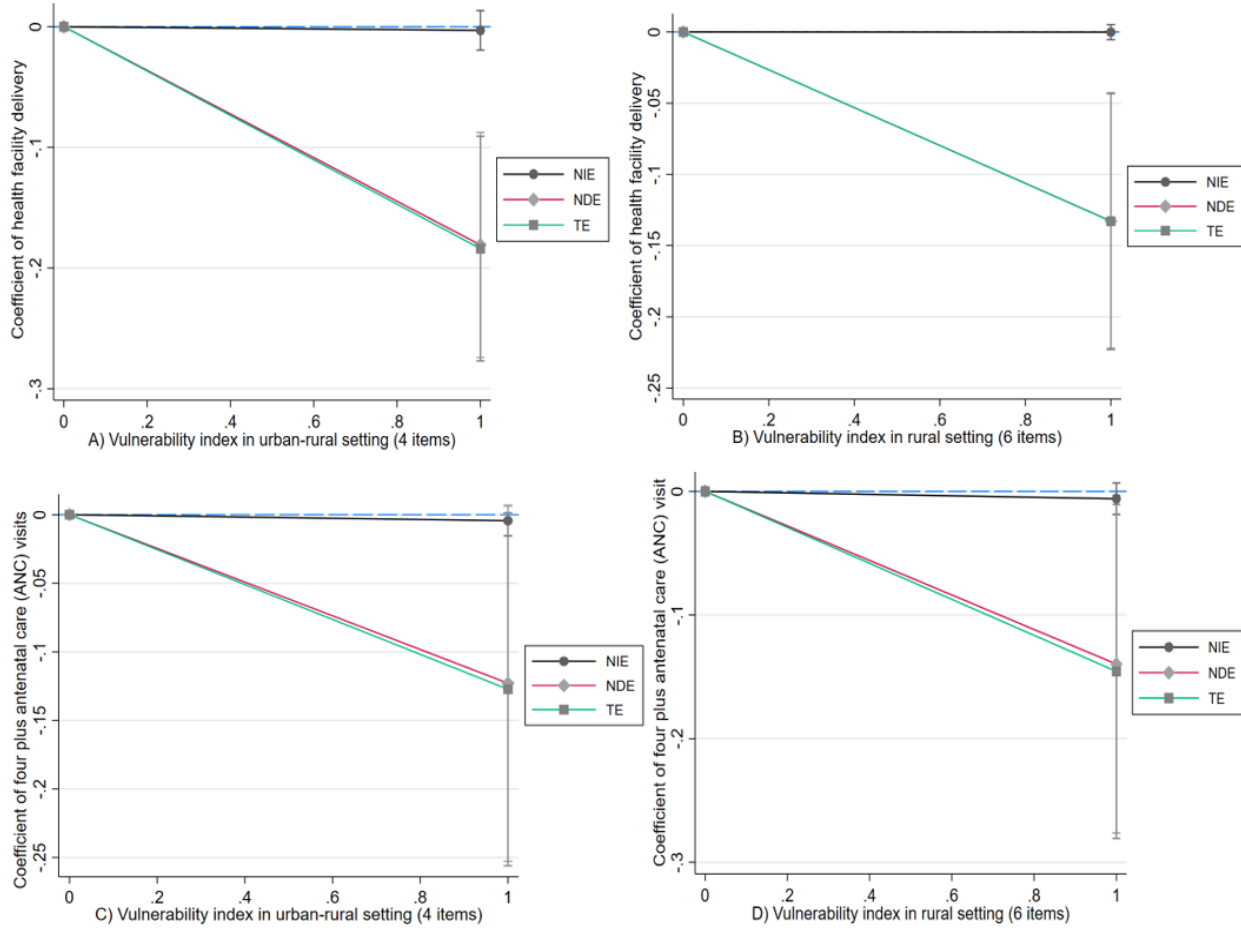 Coefficient of health facility delivery
0
-.1
-.2
-.3
0 .2 .4 .6 .8 1
A) Vulnerability index in urban-rural setting (4 items)
NIE
NDE
TE
Coefficient of health facility delivery
0
-.05
-.1
-.15
-.2
-.25
0 .2 .4 .6 .8 1
B) Vulnerability index in rural setting (6 items)
NIE
NDE
TE
Coefficient of four plus antenatal care (ANC) visits
0
-.05
-.1
-.15
-.2
-.25
0 .2 .4 .6 .8 1
C) Vulnerability index in urban-rural setting (4 items)
NIE
NDE
TE
Coefficient of four plus antenatal care (ANC) visit
0
-.1
-.2
-.3
0 .2 .4 .6 .8 1
D) Vulnerability index in rural setting (6 items)
NIE
NDE
TE